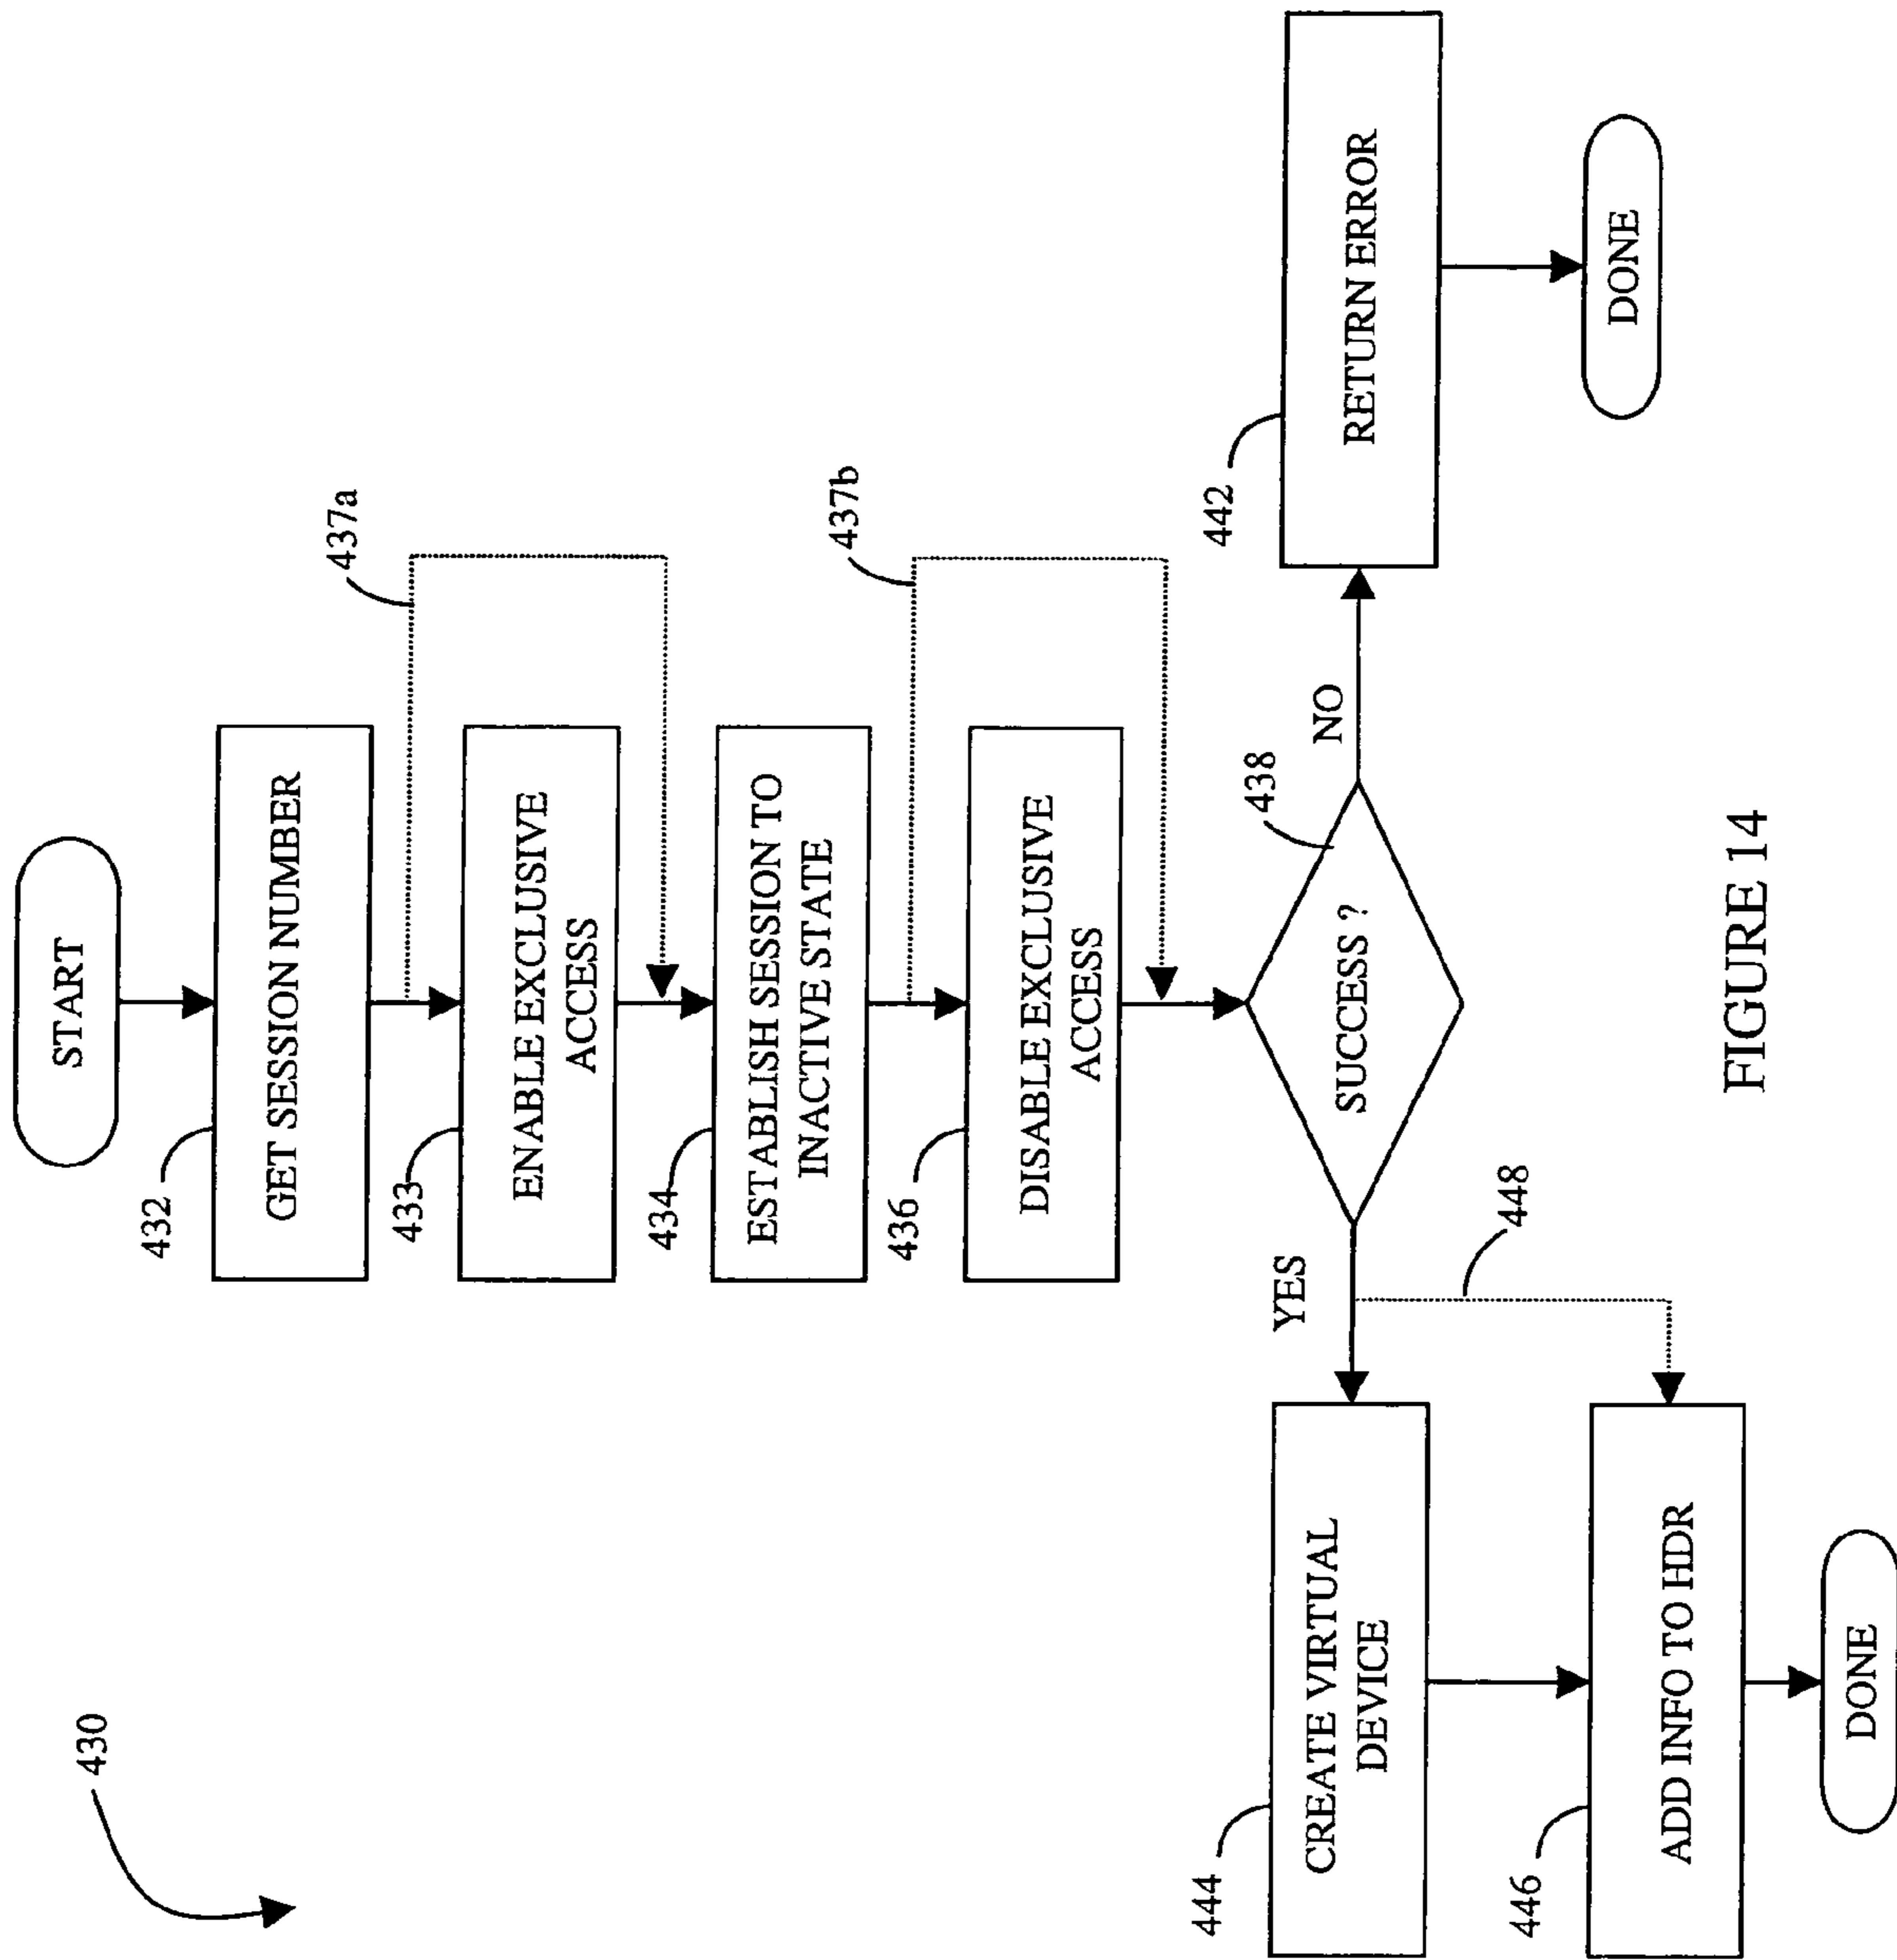 430
START
432
GET SESSION NUMBER
437a
433
ENABLE EXCLUSIVE
ACCESS
434
ESTABLISH SESSION TO
INACTIVE STATE
437b
436
DISABLE EXCLUSIVE
ACCESS
438
SUCCESS ?
YES
NO
448
442
RETURN ERROR
DONE
444
CREATE VIRTUAL
DEVICE
446
ADD INFO TO HDR
DONE
FIGURE 14